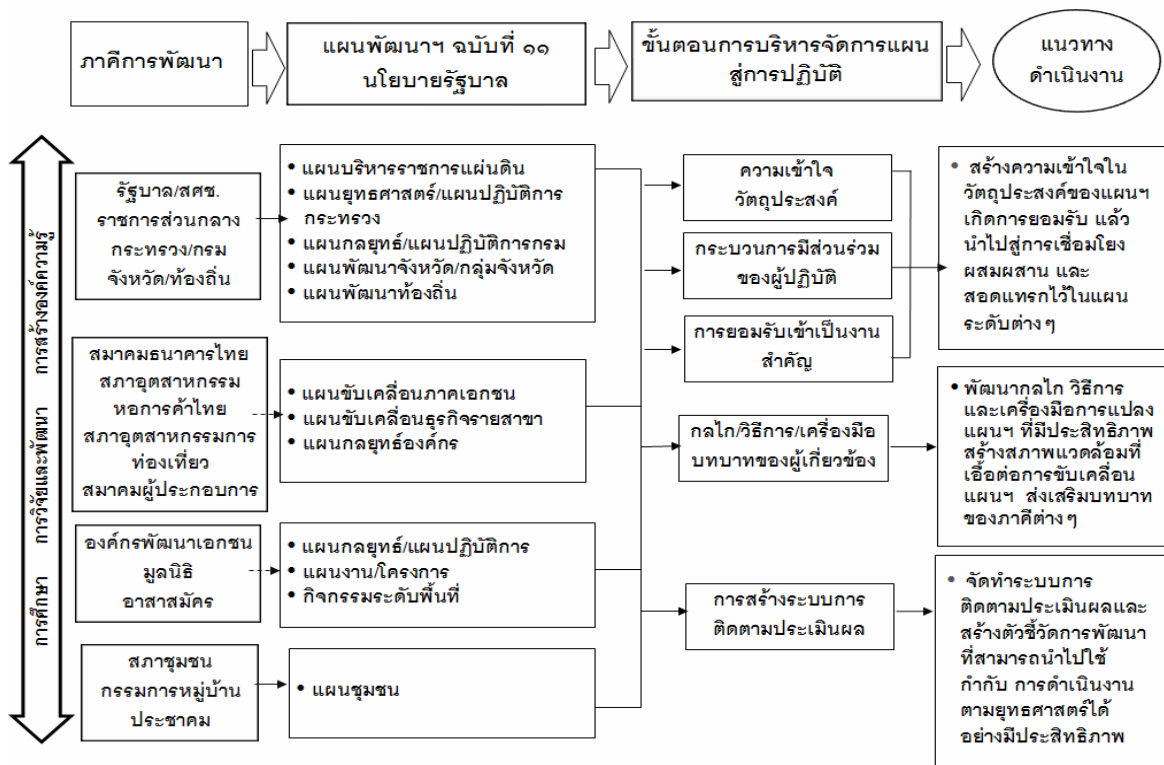 ภาคีการพัฒนา
แผนพัฒนาฯ ฉบับที่ ๑๑
นโยบายรัฐบาล
ขั้นตอนการบริหารจัดการแผน
สู่การปฏิบัติ
แนวทาง
ดำเนินงาน
การศึกษา การวิจัยและพัฒนา การสร้างองค์ความรู้
รัฐบาล/สศช.
ราชการส่วนกลาง
กระทรวง/กรม
จังหวัด/ท้องถิ่น
• แผนบริหารราชการแผ่นดิน
• แผนยุทธศาสตร์/แผนปฏิบัติการ
กระทรวง
• แผนกลยุทธ์/แผนปฏิบัติการกรม
• แผนพัฒนาจังหวัด/กลุ่มจังหวัด
• แผนพัฒนาท้องถิ่น
สมาคมธนาคารไทย
สภาอุตสาหกรรม
หอการค้าไทย
สภาอุตสาหกรรมการ
ท่องเที่ยว
สมาคมผู้ประกอบการ
• แผนขับเคลื่อนภาคเอกชน
• แผนขับเคลื่อนธุรกิจรายสาขา
• แผนกลยุทธ์องค์กร
องค์กรพัฒนาเอกชน
มูลนิธิ
อาสาสมัคร
• แผนกลยุทธ์/แผนปฏิบัติการ
• แผนงาน/โครงการ
• กิจกรรมระดับพื้นที่
สภาชุมชน
กรรมการหมู่บ้าน
ประชาคม
• แผนชุมชน
ความเข้าใจ
วัตถุประสงค์
กระบวนการมีส่วนร่วม
ของผู้ปฏิบัติ
การยอมรับเข้าเป็นงาน
สำคัญ
กลไก/วิธีการ/เครื่องมือ
บทบาทของผู้เกี่ยวข้อง
การสร้างระบบการ
ติดตามประเมินผล
• สร้างความเข้าใจใน
วัตถุประสงค์ของแผนฯ
เกิดการยอมรับ แล้ว
นำไปสู่การเชื่อมโยง
ผสมผสาน และ
สอดแทรกไว้ในแผน
ระดับต่างๆ
• พัฒนากลไก วิธีการ
และเครื่องมือการแปลง
แผนฯ ที่มีประสิทธิภาพ
สร้างสภาพแวดล้อมที่
เอื้อต่อการขับเคลื่อน
แผนฯ ส่งเสริมบทบาท
ของภาคีต่างๆ
• จัดทำระบบการ
ติดตามประเมินผลและ
สร้างตัวชี้วัดการพัฒนา
ที่สามารถนำไปใช้
กำกับ การดำเนินงาน
ตามยุทธศาสตร์ได้
อย่างมีประสิทธิภาพ